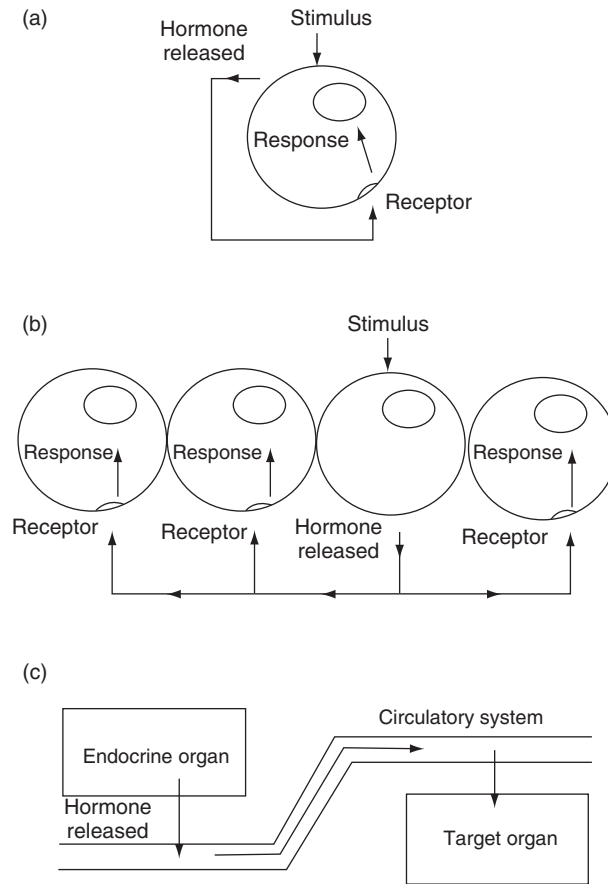 (a)
Stimulus
Hormone
released
Response
Receptor
(b)
Stimulus
Response
Response
Response
Receptor
Receptor
Hormone
released
Receptor
(c)
Circulatory system
Endocrine organ
Hormone
released
Target organ